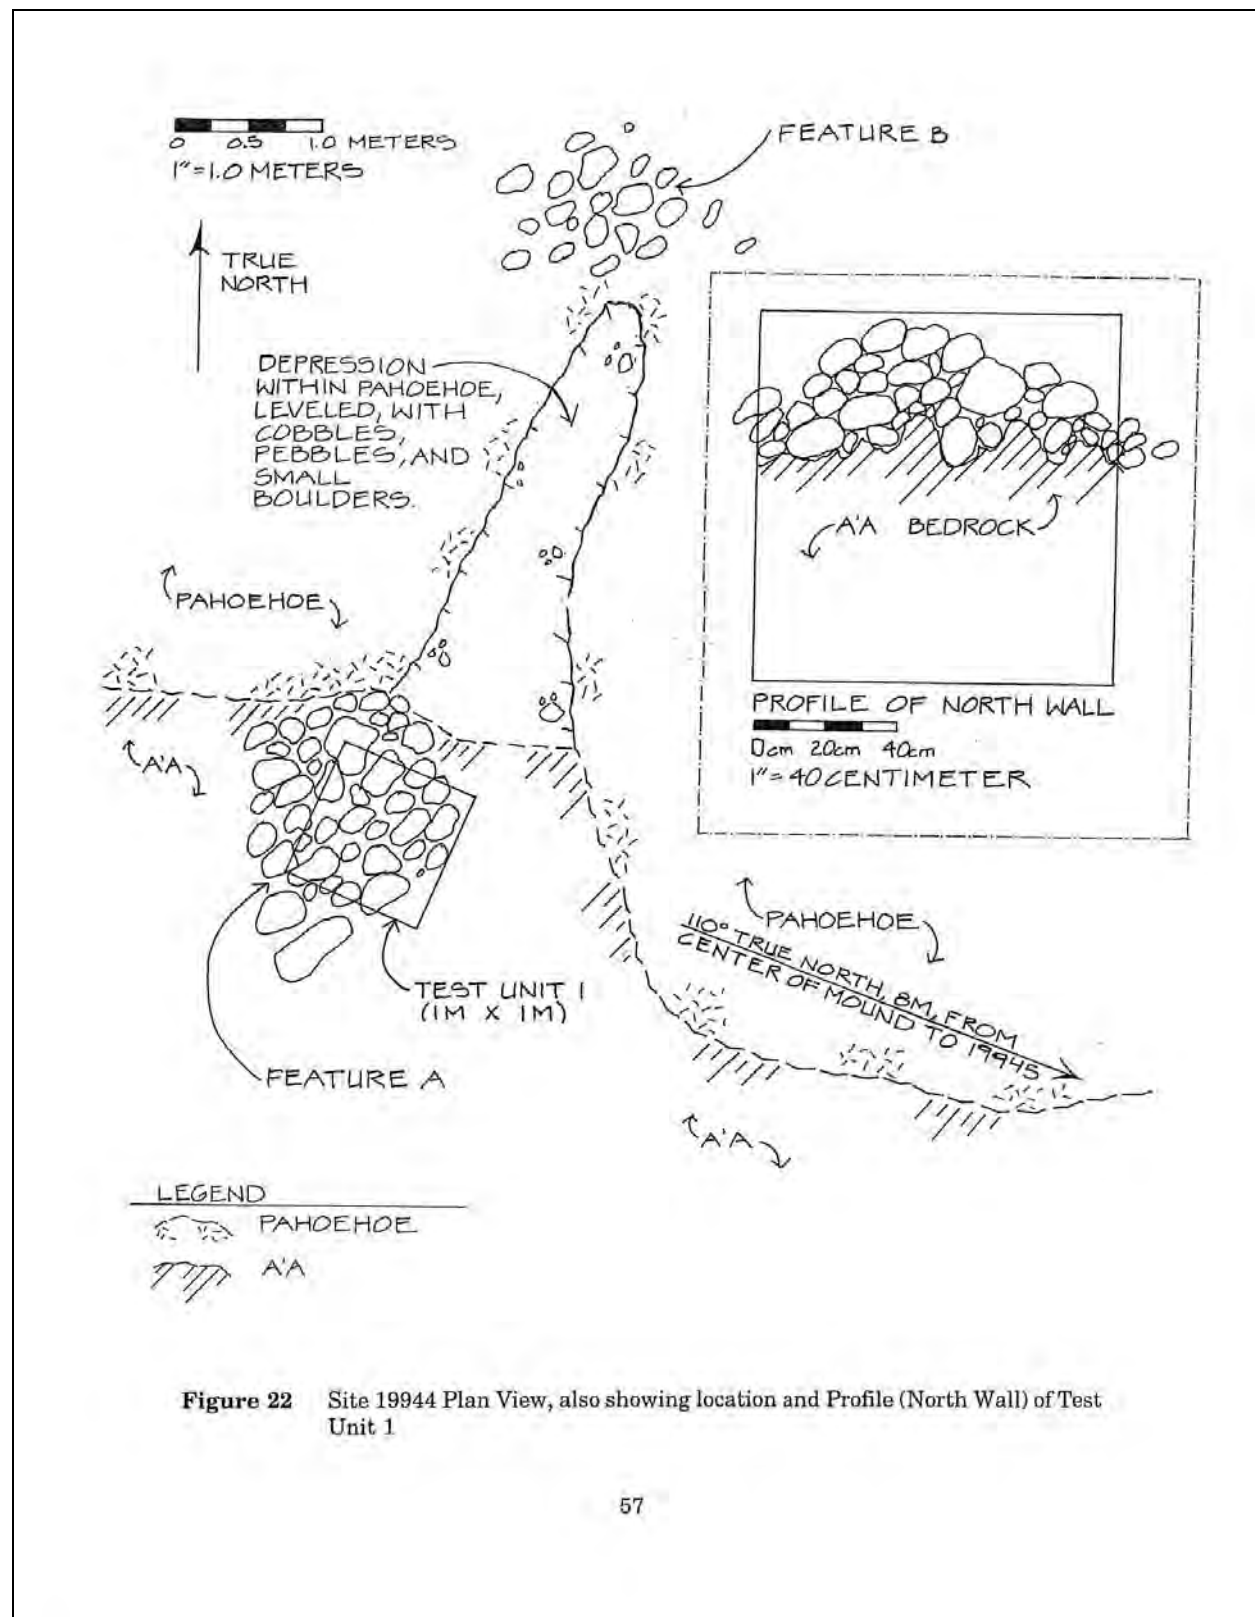 0 0.5 1.0 METERS
1"=1.0 METERS
TRUE
NORTH
FEATURE B
DEPRESSION
WITHIN PAHOEHOE,
LEVELED, WITH
COBBLES,
PEBBLES, AND
SMALL
BOULDERS.
A'A BEDROCK
PROFILE OF NORTH WALL
0cm 20cm 40cm
1"=40 CENTIMETER
PAHOEHOE
A'A
PAHOEHOE
110° TRUE NORTH, 8M, FROM
CENTER OF MOUND TO 19945
TEST UNIT 1
(1M X 1M)
FEATURE A
A'A
LEGEND
PAHOEHOE
A'A
Figure 22 Site 19944 Plan View, also showing location and Profile (North Wall) of Test
Unit 1
57